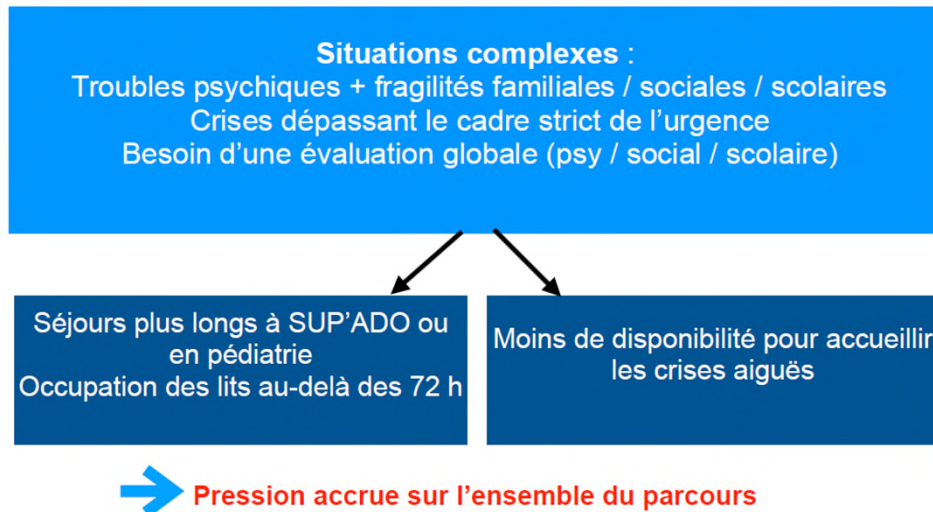 Situations complexes :
Troubles psychiques + fragilités familiales / sociales / scolaires
Crises dépassant le cadre strict de l’urgence
Besoin d’une évaluation globale (psy / social / scolaire)
Séjours plus longs à SUP’ADO ou
en pédiatrie
Occupation des lits au-delà des 72 h
Moins de disponibilité pour accueillir
les crises aiguës
Pression accrue sur l’ensemble du parcours